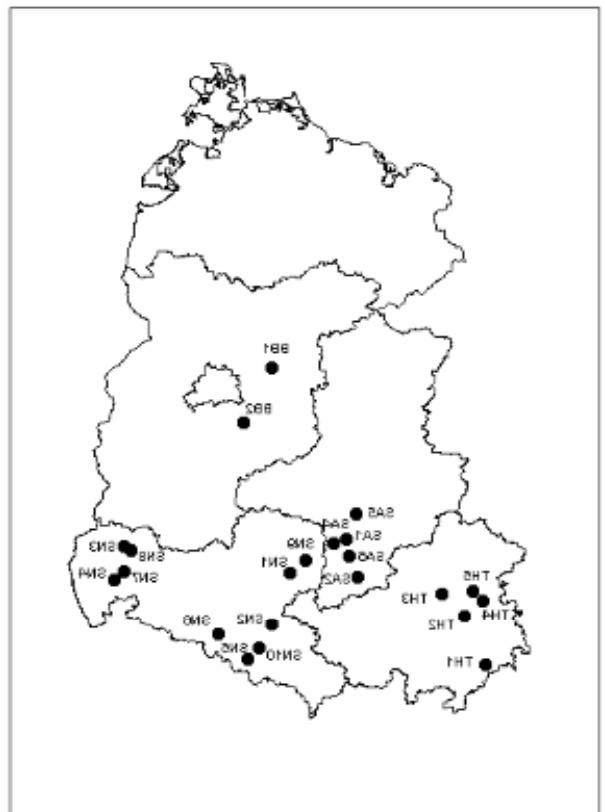 BB1
BB2
SA5
SA4
SA1
SN3
SN8
SN9
SA6
SN1
SA2
SN7
SN4
TH5
TH3
TH4
SN6
SN2
TH2
SN5
SN10
TH1